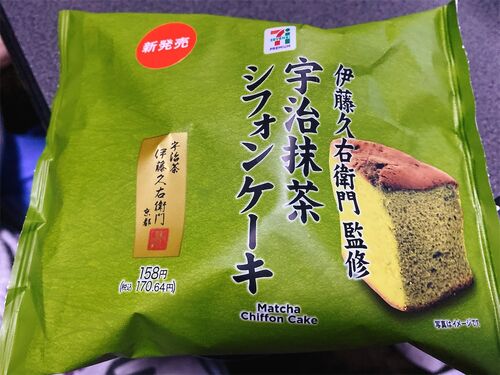 新発売
7 SEVEN i
PREMIUM
伊藤久右衛門 監修
宇治抹茶
シフォンケーキ
Matcha
Chiffon Cake
宇治茶
伊藤久右衛門
京都
158円
(税込170.64円)
写真はイメージです。